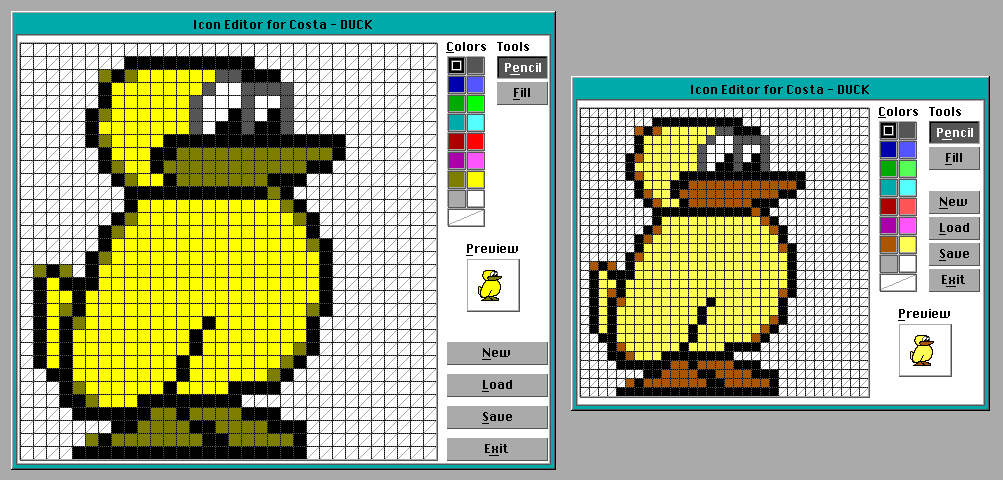 Icon Editor for Costa - DUCK
Colors
Tools
Pencil
Fill
Preview
New
Load
Save
Exit
Icon Editor for Costa - DUCK
Colors
Tools
Pencil
Fill
New
Load
Save
Exit
Preview